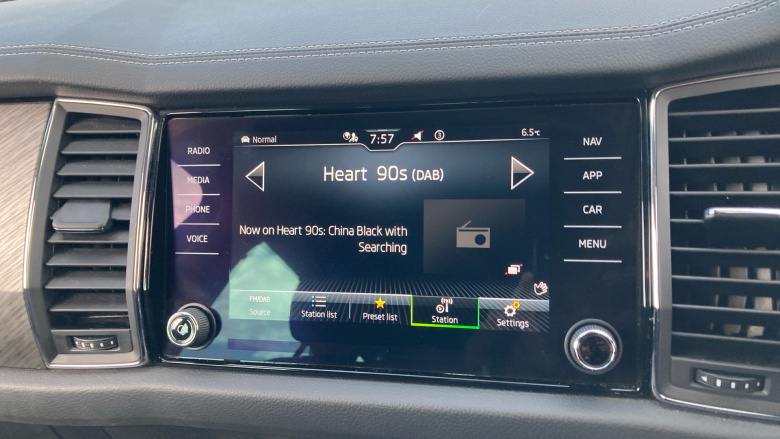 Normal
7:57
3
6.5°C
RADIO
MEDIA
PHONE
VOICE
Heart 90s (DAB)
Now on Heart 90s: China Black with
Searching
NAV
APP
CAR
MENU
FM/DAB
Source
Station list
Preset list
Station
Settings